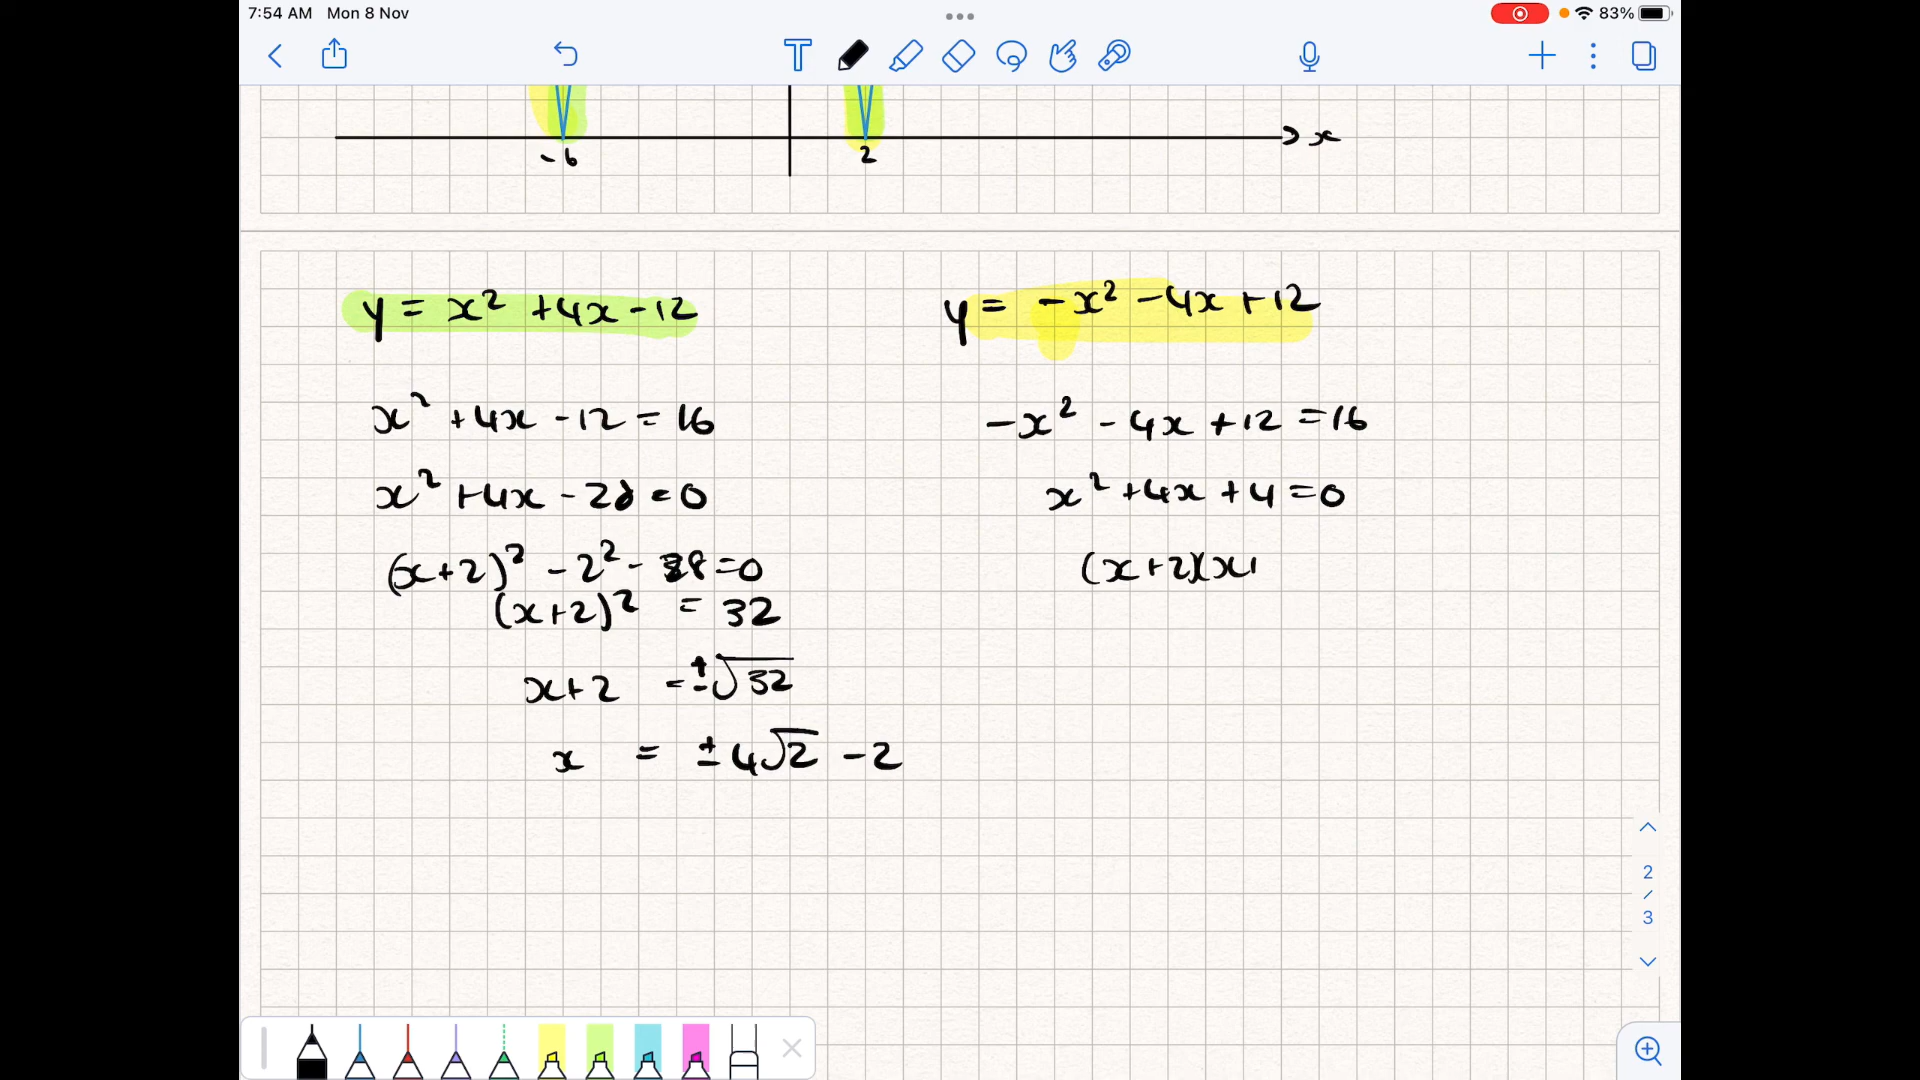 7:54 AM Mon 8 Nov
83%
T
x
-6
2
y = x² +4x -12
x² +4x -12 = 16
x² +4x - 28 = 0
(x+2)² - 2² - 28 = 0
(x+2)² = 32
x+2 = ±√32
x = ±4√2 -2
y = -x² -4x +12
-x² - 4x +12 = 16
x² +4x +4 = 0
(x+2)(x
2
/
3